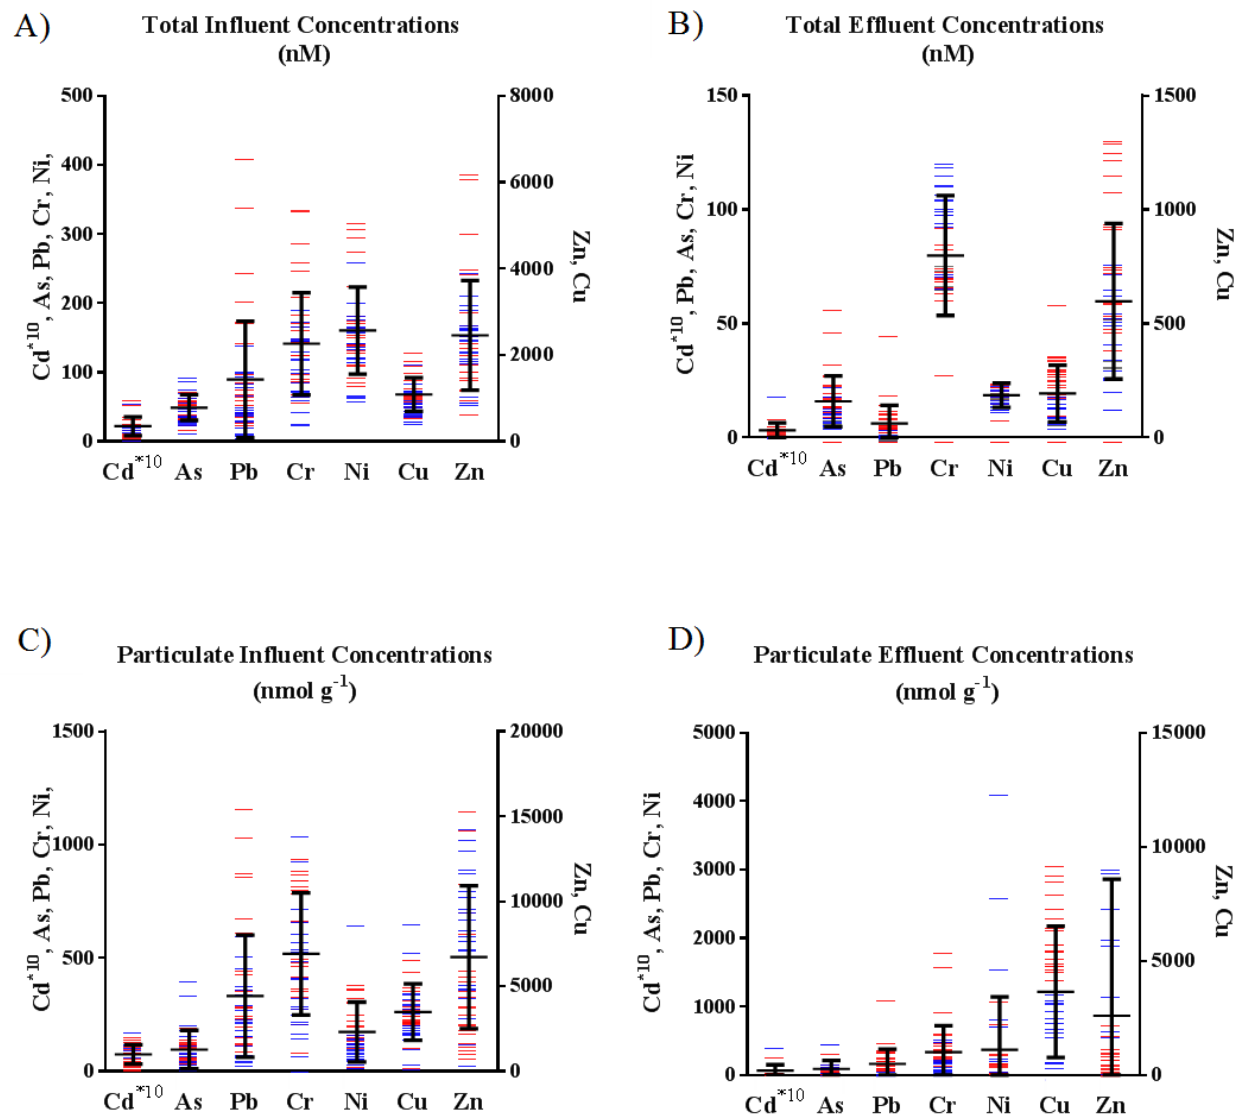 A)
Total Influent Concentrations
(nM)
Cd*10, As, Pb, Cr, Ni,
500
400
300
200
100
0
8000
6000
4000
2000
0
Zn, Cu
Cd*10 As Pb Cr Ni Cu Zn
B)
Total Effluent Concentrations
(nM)
Cd*10, Pb, As, Cr, Ni
150
100
50
0
1500
1000
500
0
Zn, Cu
Cd*10 As Pb Cr Ni Cu Zn
C)
Particulate Influent Concentrations
(nmol g-1)
Cd*10, As, Pb, Cr, Ni,
1500
1000
500
0
20000
15000
10000
5000
0
Zn, Cu
Cd*10 As Pb Cr Ni Cu Zn
D)
Particulate Effluent Concentrations
(nmol g-1)
Cd*10, As, Pb, Cr, Ni
5000
4000
3000
2000
1000
0
15000
10000
5000
0
Zn, Cu
Cd*10 As Pb Cr Ni Cu Zn